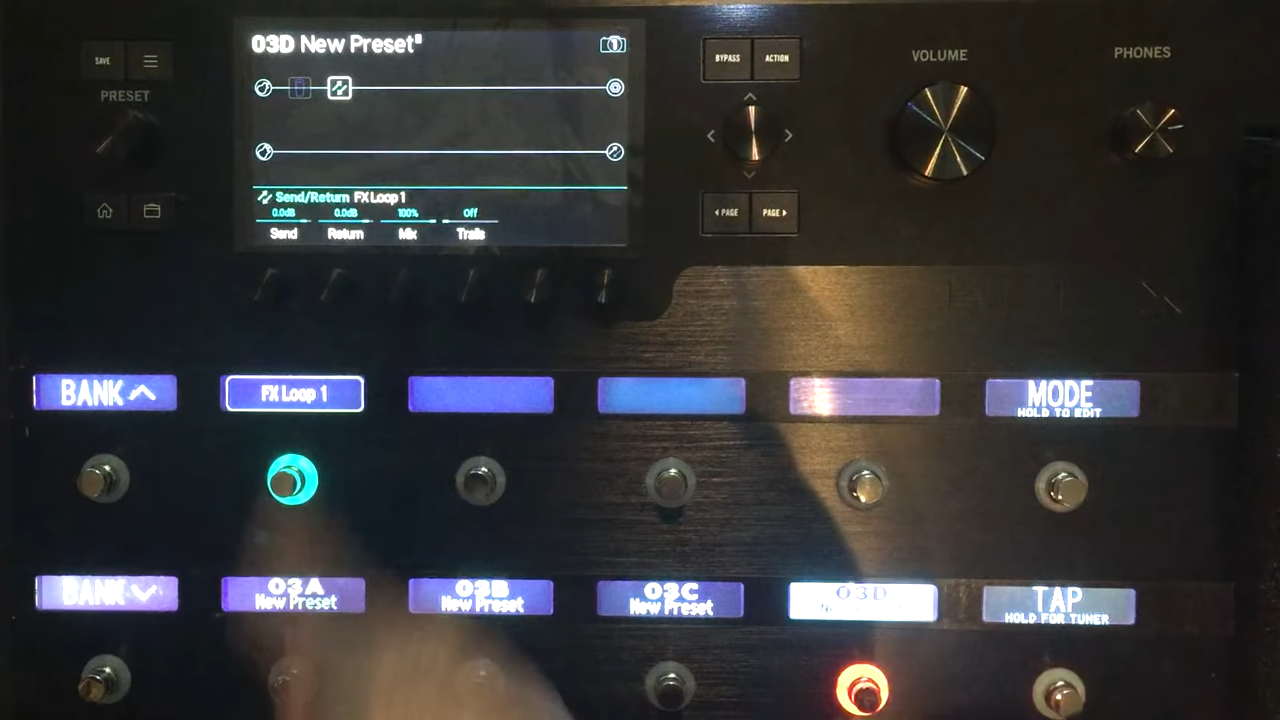 03D New Preset
SAVE
PRESET
Send/Return FX Loop 1
0.0dB 0.0dB 100% Off
Send Return Mix Trails
BYPASS ACTION
PAGE PAGE
VOLUME
PHONES
BANK
FX Loop 1
MODE
HOLD TO EDIT
BANK
03A
New Preset
03B
New Preset
03C
New Preset
03D
TAP
HOLD FOR TUNER